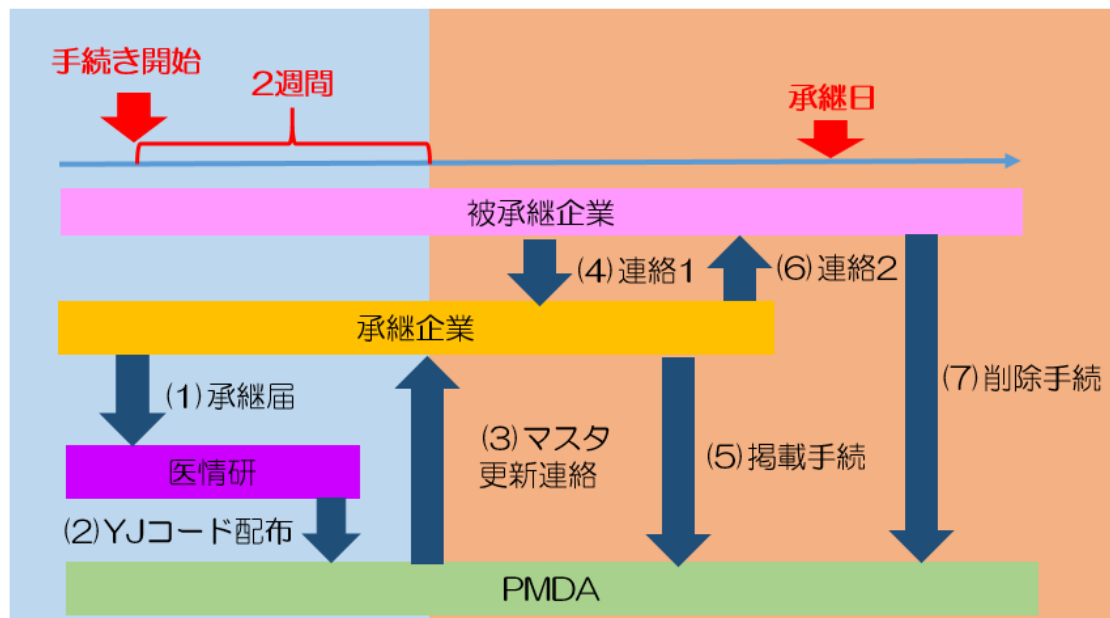 手続き開始
2週間
承継日
被承継企業
(4)連絡1
(6)連絡2
承継企業
(1)承継届
(7)削除手続
(3)マスタ
更新連絡
(5)掲載手続
医情研
(2)YJコード配布
PMDA